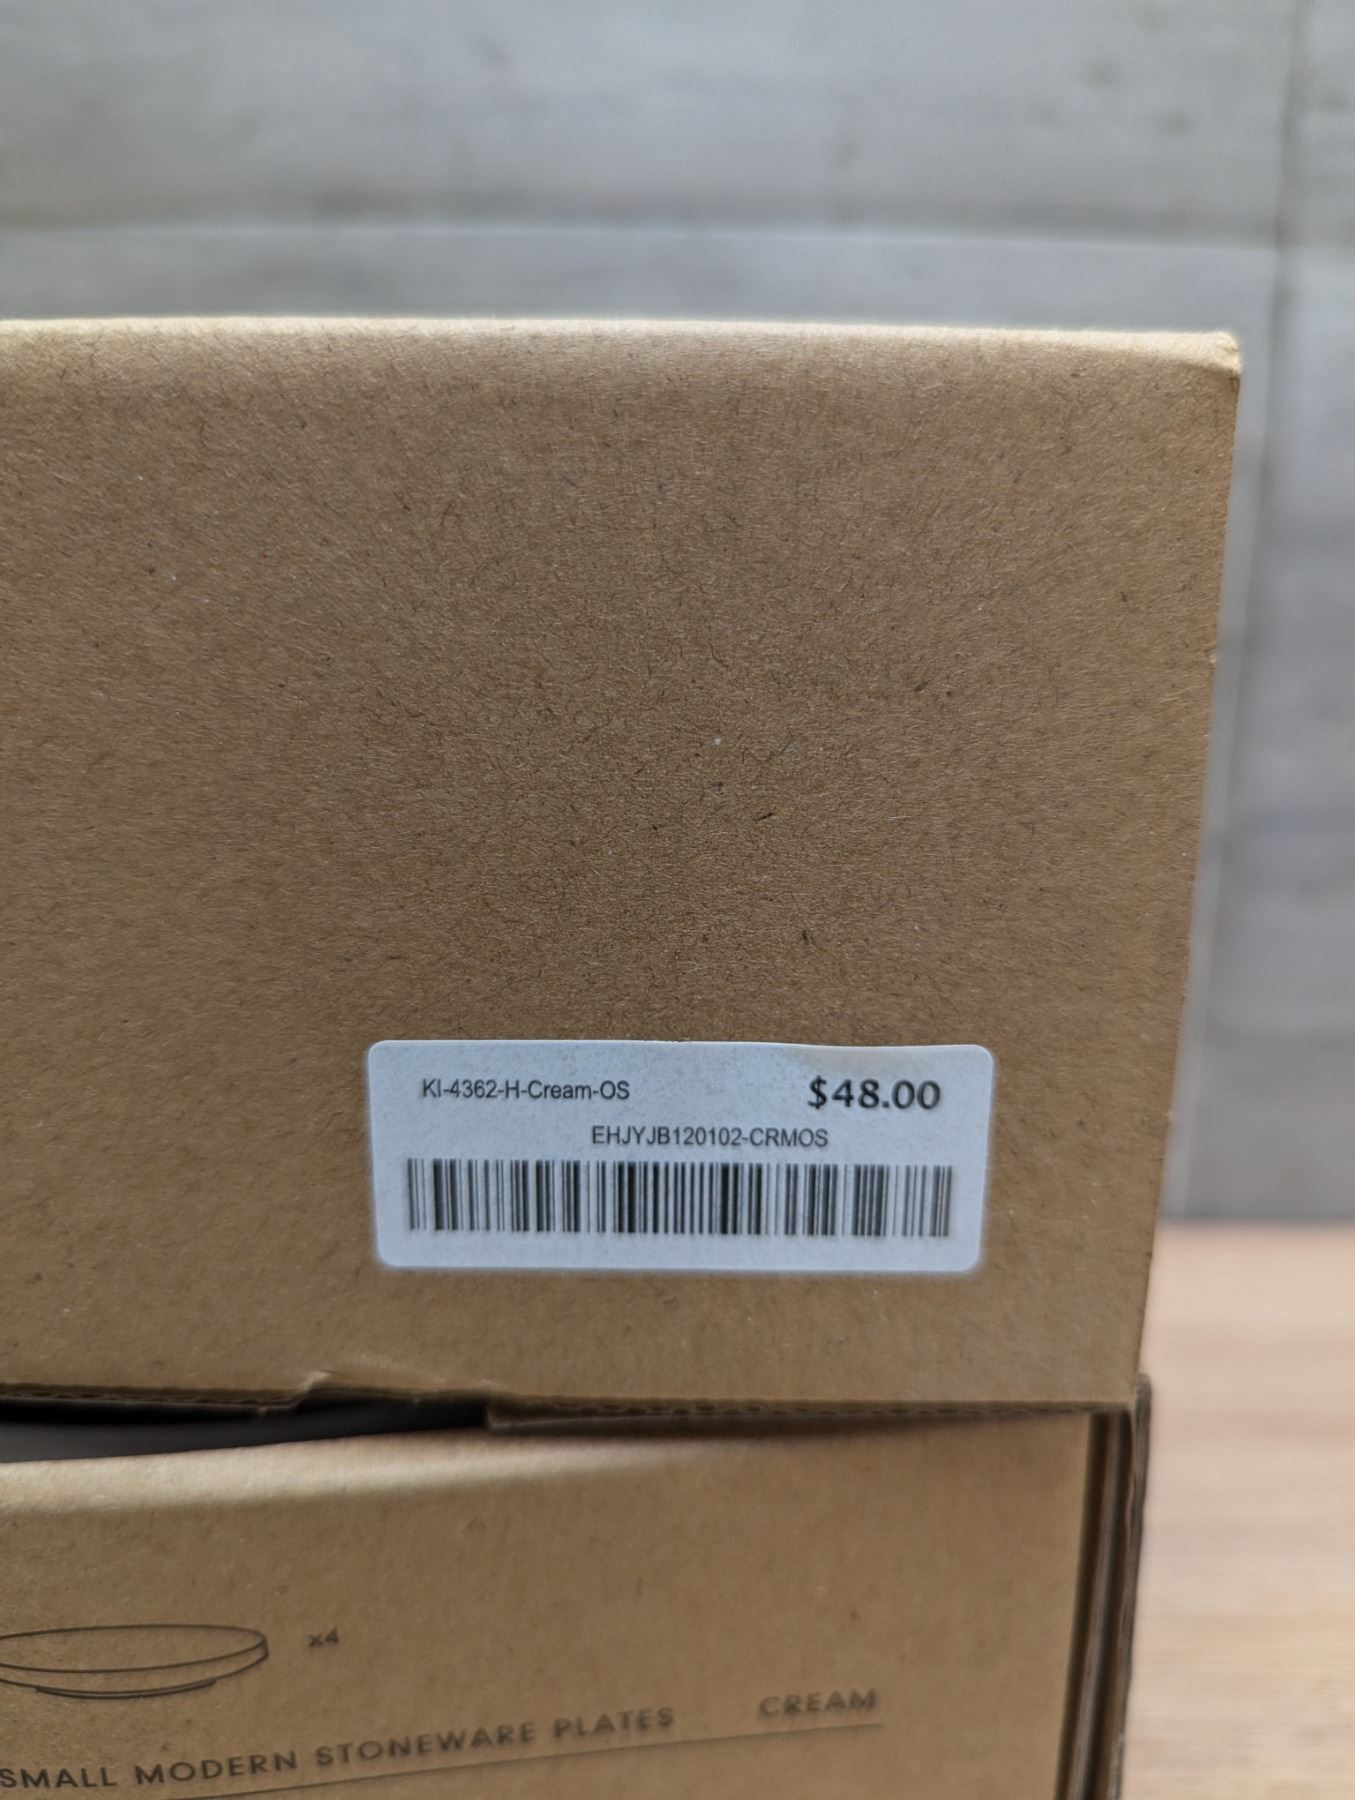 KI-4362-H-Cream-OS $48.00
EHJYJB120102-CRMOS
x4
SMALL MODERN STONEWARE PLATES CREAM